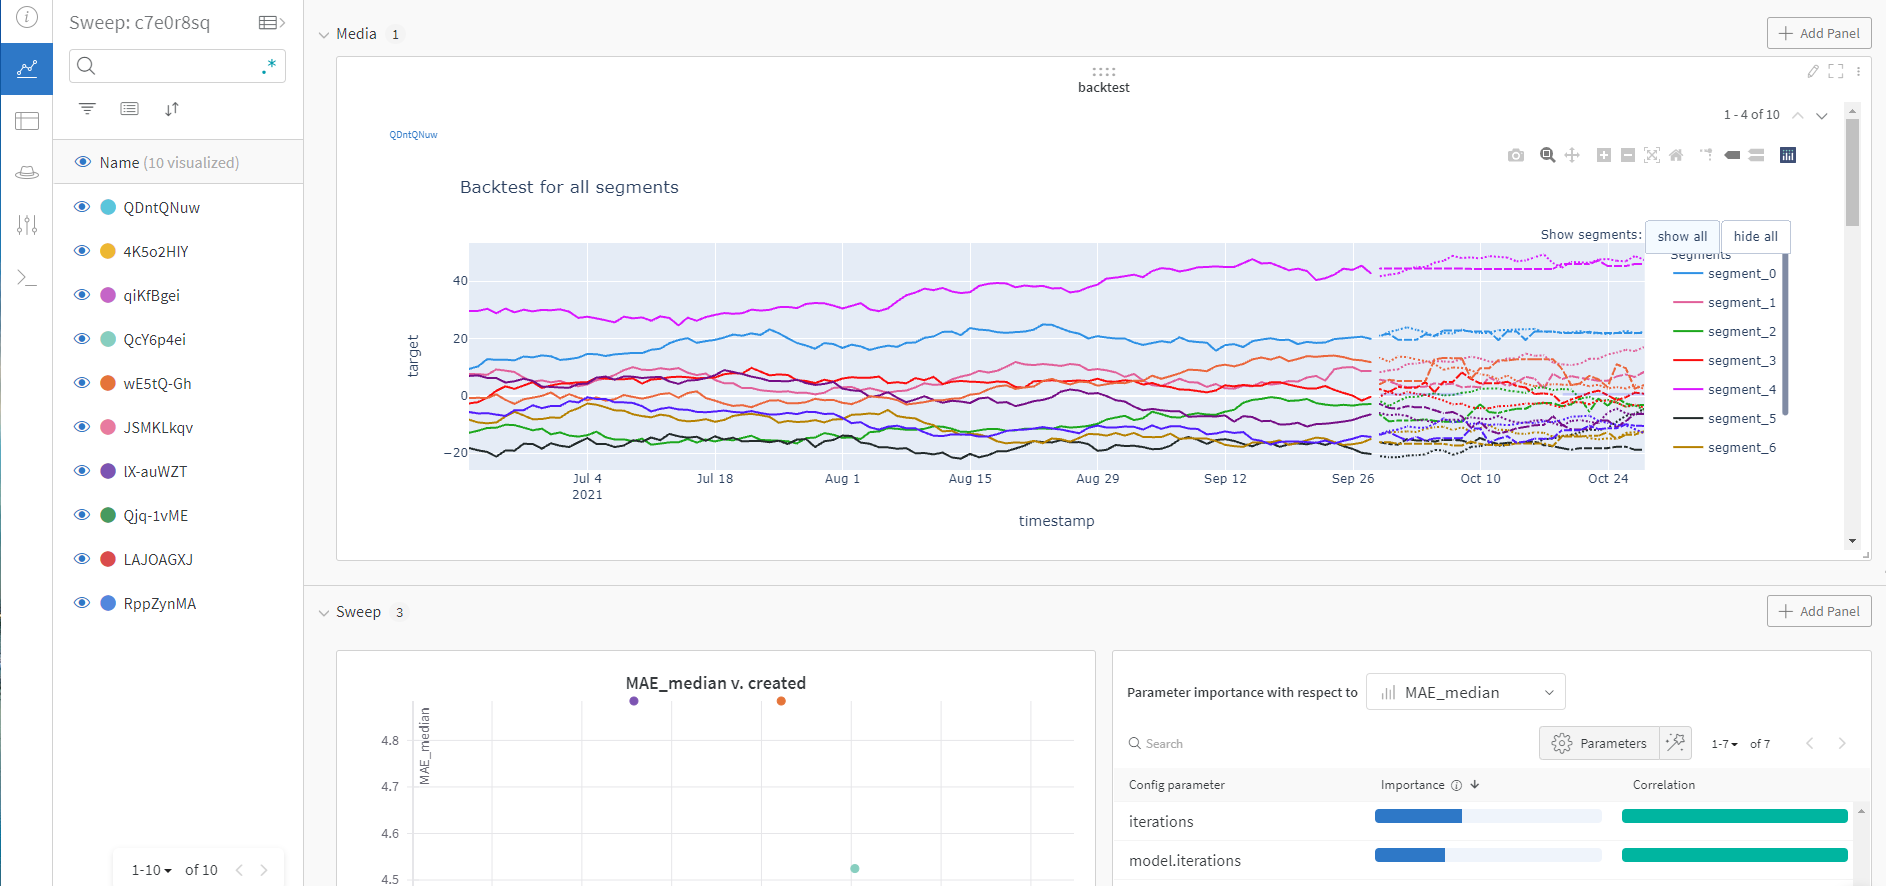 Sweep: c7e0r8sq
.*
Name (10 visualized)
QDntQNuw
4K5o2HIY
qiKfBgei
QcY6p4ei
wE5tQ-Gh
JSMKLkqv
lX-auWZT
Qjq-1vME
LAJOAGXJ
RppZynMA
1-10 of 10
Media 1
Add Panel
backtest
1 - 4 of 10
QDntQNuw
Backtest for all segments
Show segments: show all hide all
Segments
segment_0
segment_1
segment_2
segment_3
segment_4
segment_5
segment_6
target
40
20
0
−20
Jul 4
2021
Jul 18
Aug 1
Aug 15
Aug 29
Sep 12
Sep 26
Oct 10
Oct 24
timestamp
Sweep 3
Add Panel
MAE_median v. created
MAE_median
4.8
4.7
4.6
4.5
Parameter importance with respect to MAE_median
Search
Parameters
1-7 of 7
Config parameter Importance Correlation
iterations
model.iterations